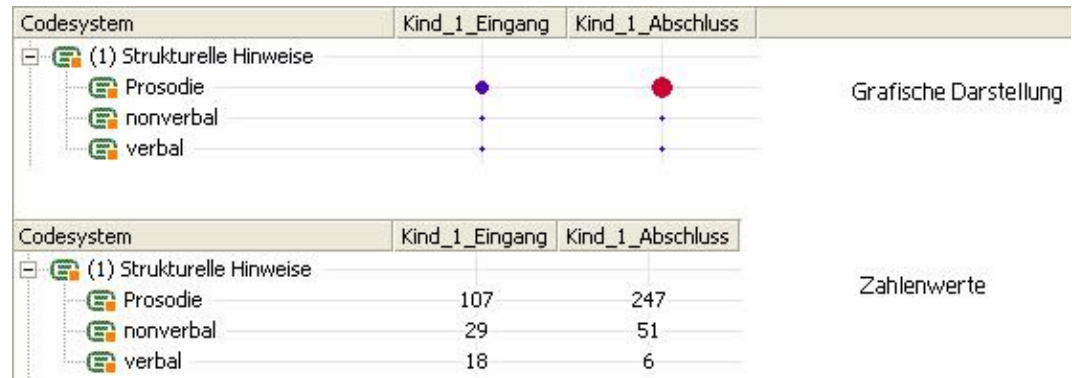 Codesystem Kind_1_Eingang Kind_1_Abschluss
(1) Strukturelle Hinweise
Prosodie
Grafische Darstellung
nonverbal
verbal
Codesystem Kind_1_Eingang Kind_1_Abschluss
(1) Strukturelle Hinweise
Zahlenwerte
Prosodie 107 247
nonverbal 29 51
verbal 18 6